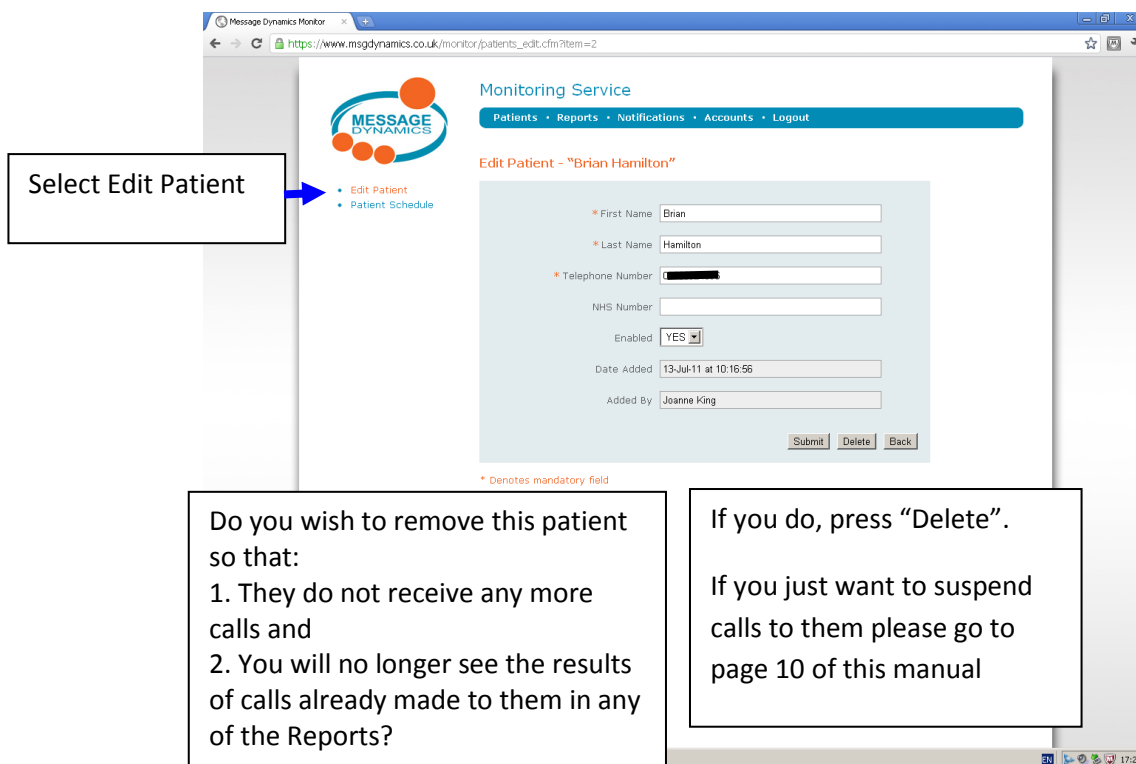 Message Dynamics Monitor
https://www.msgdynamics.co.uk/monitor/patients_edit.cfm?item=2
MESSAGE
DYNAMICS
Monitoring Service
Patients • Reports • Notifications • Accounts • Logout
Edit Patient - "Brian Hamilton"
Select Edit Patient
• Edit Patient
• Patient Schedule
* First Name Brian
* Last Name Hamilton
* Telephone Number
NHS Number
Enabled YES
Date Added 13-Jul-11 at 10:16:56
Added By Joanne King
Submit Delete Back
* Denotes mandatory field
Do you wish to remove this patient
so that:
1. They do not receive any more
calls and
2. You will no longer see the results
of calls already made to them in any
of the Reports?
If you do, press “Delete”.
If you just want to suspend
calls to them please go to
page 10 of this manual
EN